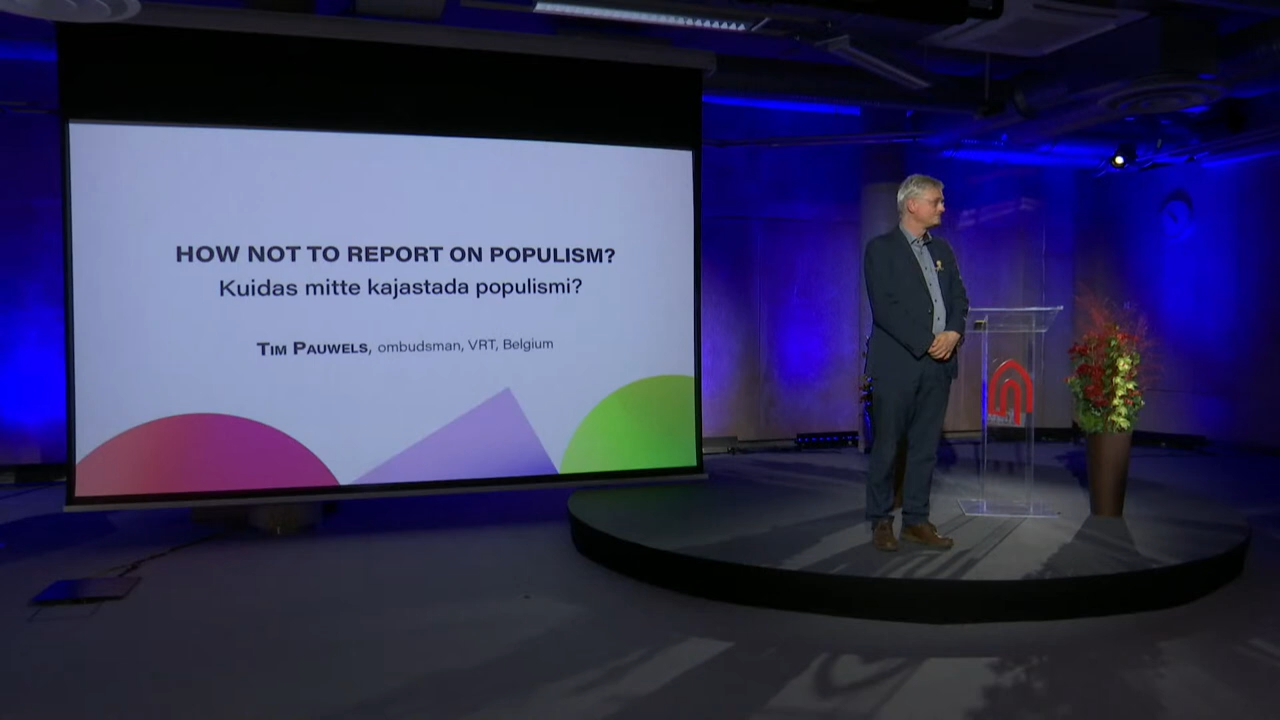 HOW NOT TO REPORT ON POPULISM?
Kuidas mitte kajastada populismi?
TIM PAUWELS, ombudsman, VRT, Belgium